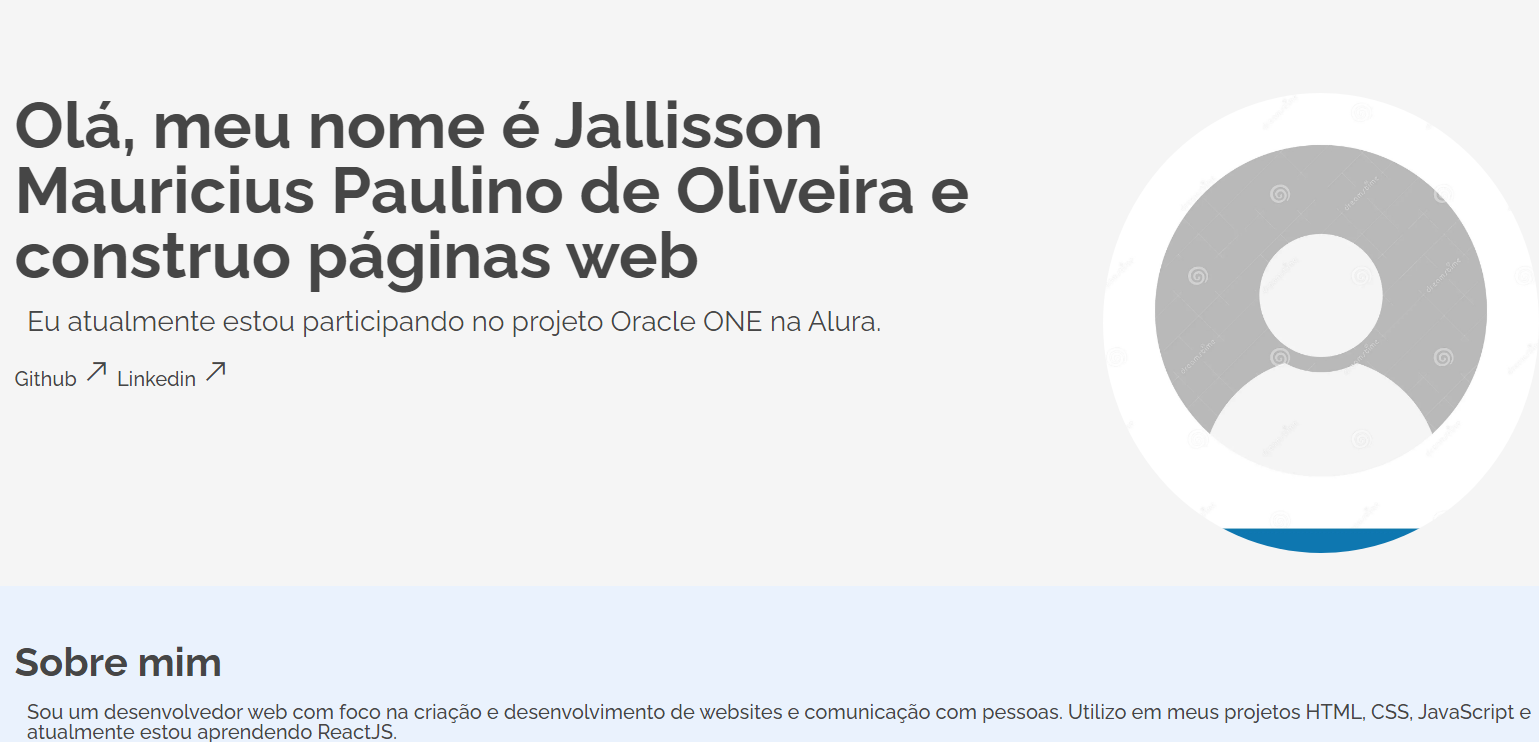 Olá, meu nome é Jallisson
Mauricius Paulino de Oliveira e
construo páginas web
Eu atualmente estou participando no projeto Oracle ONE na Alura.
Github Linkedin
Sobre mim
Sou um desenvolvedor web com foco na criação e desenvolvimento de websites e comunicação com pessoas. Utilizo em meus projetos HTML, CSS, JavaScript e
atualmente estou aprendendo ReactJS.